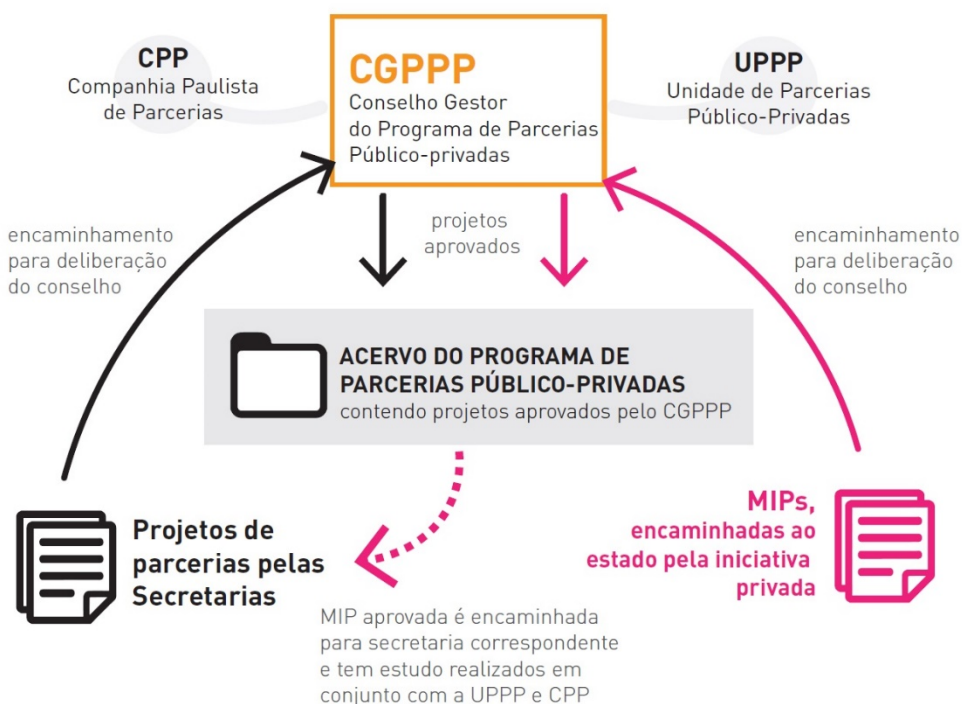 CPP
Companhia Paulista
de Parcerias
CGPPP
Conselho Gestor
do Programa de Parcerias
Público-privadas
UPPP
Unidade de Parcerias
Público-Privadas
encaminhamento
para deliberação
do conselho
projetos
aprovados
encaminhamento
para deliberação
do conselho
ACERVO DO PROGRAMA DE
PARCERIAS PÚBLICO-PRIVADAS
contendo projetos aprovados pelo CGPPP
Projetos de
parcerias pelas
Secretarias
MIPs,
encaminhadas ao
estado pela iniciativa
privada
MIP aprovada é encaminhada
para secretaria correspondente
e tem estudo realizados em
conjunto com a UPPP e CPP